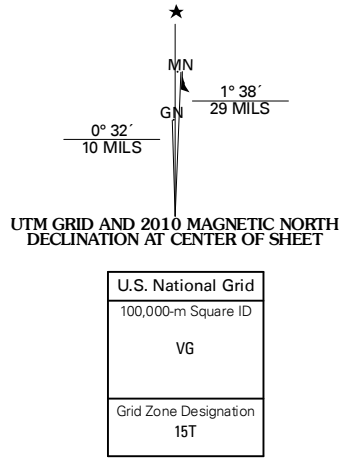 ★
MN
1° 38´
29 MILS
GN
0° 32´
10 MILS
UTM GRID AND 2010 MAGNETIC NORTH
DECLINATION AT CENTER OF SHEET
U.S. National Grid
100,000-m Square ID
VG
Grid Zone Designation
15T